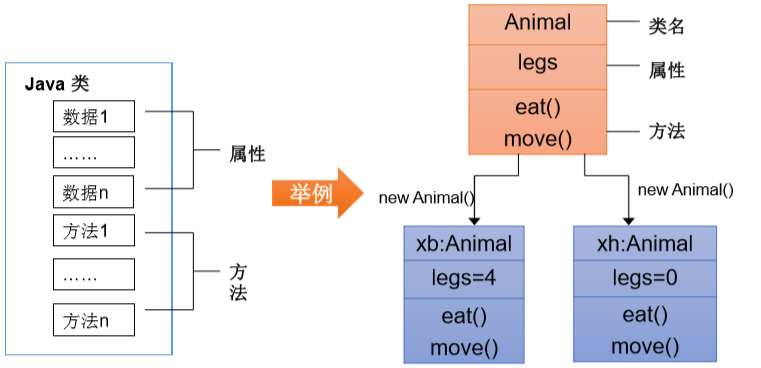 Java 类
数据1
……
数据n
方法1
……
方法n
属性
方
法
举例
Animal
类名
legs
属性
eat()
move()
方法
new Animal()
new Animal()
xb:Animal
legs=4
eat()
move()
xh:Animal
legs=0
eat()
move()